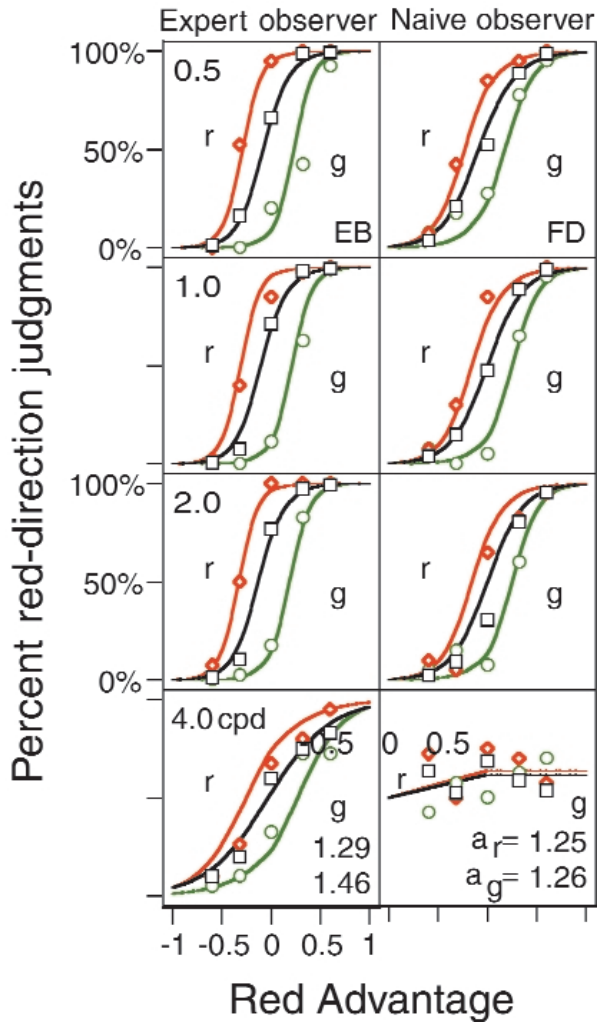 Expert observer Naive observer
Percent red-direction judgments
100%
0.5
50%
r
g
r
g
0%
EB
FD
1.0
r
g
r
g
100%
2.0
50%
r
g
r
g
0%
4.0 cpd
0.5 0 0.5
r
g
r
g
1.29
1.46
a r= 1.25
a g= 1.26
-1 -0.5 0 0.5 1
Red Advantage